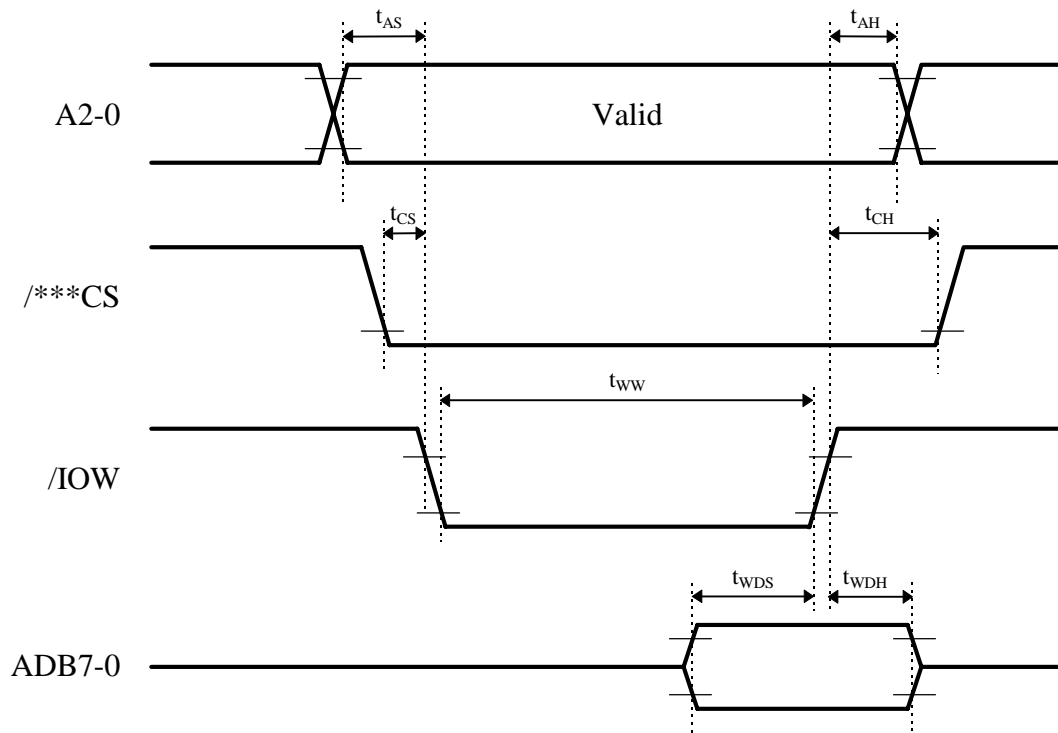 tAS
tAH
A2-0
Valid
tCS
tCH
/***CS
tWW
/IOW
tWDS
tWDH
ADB7-0